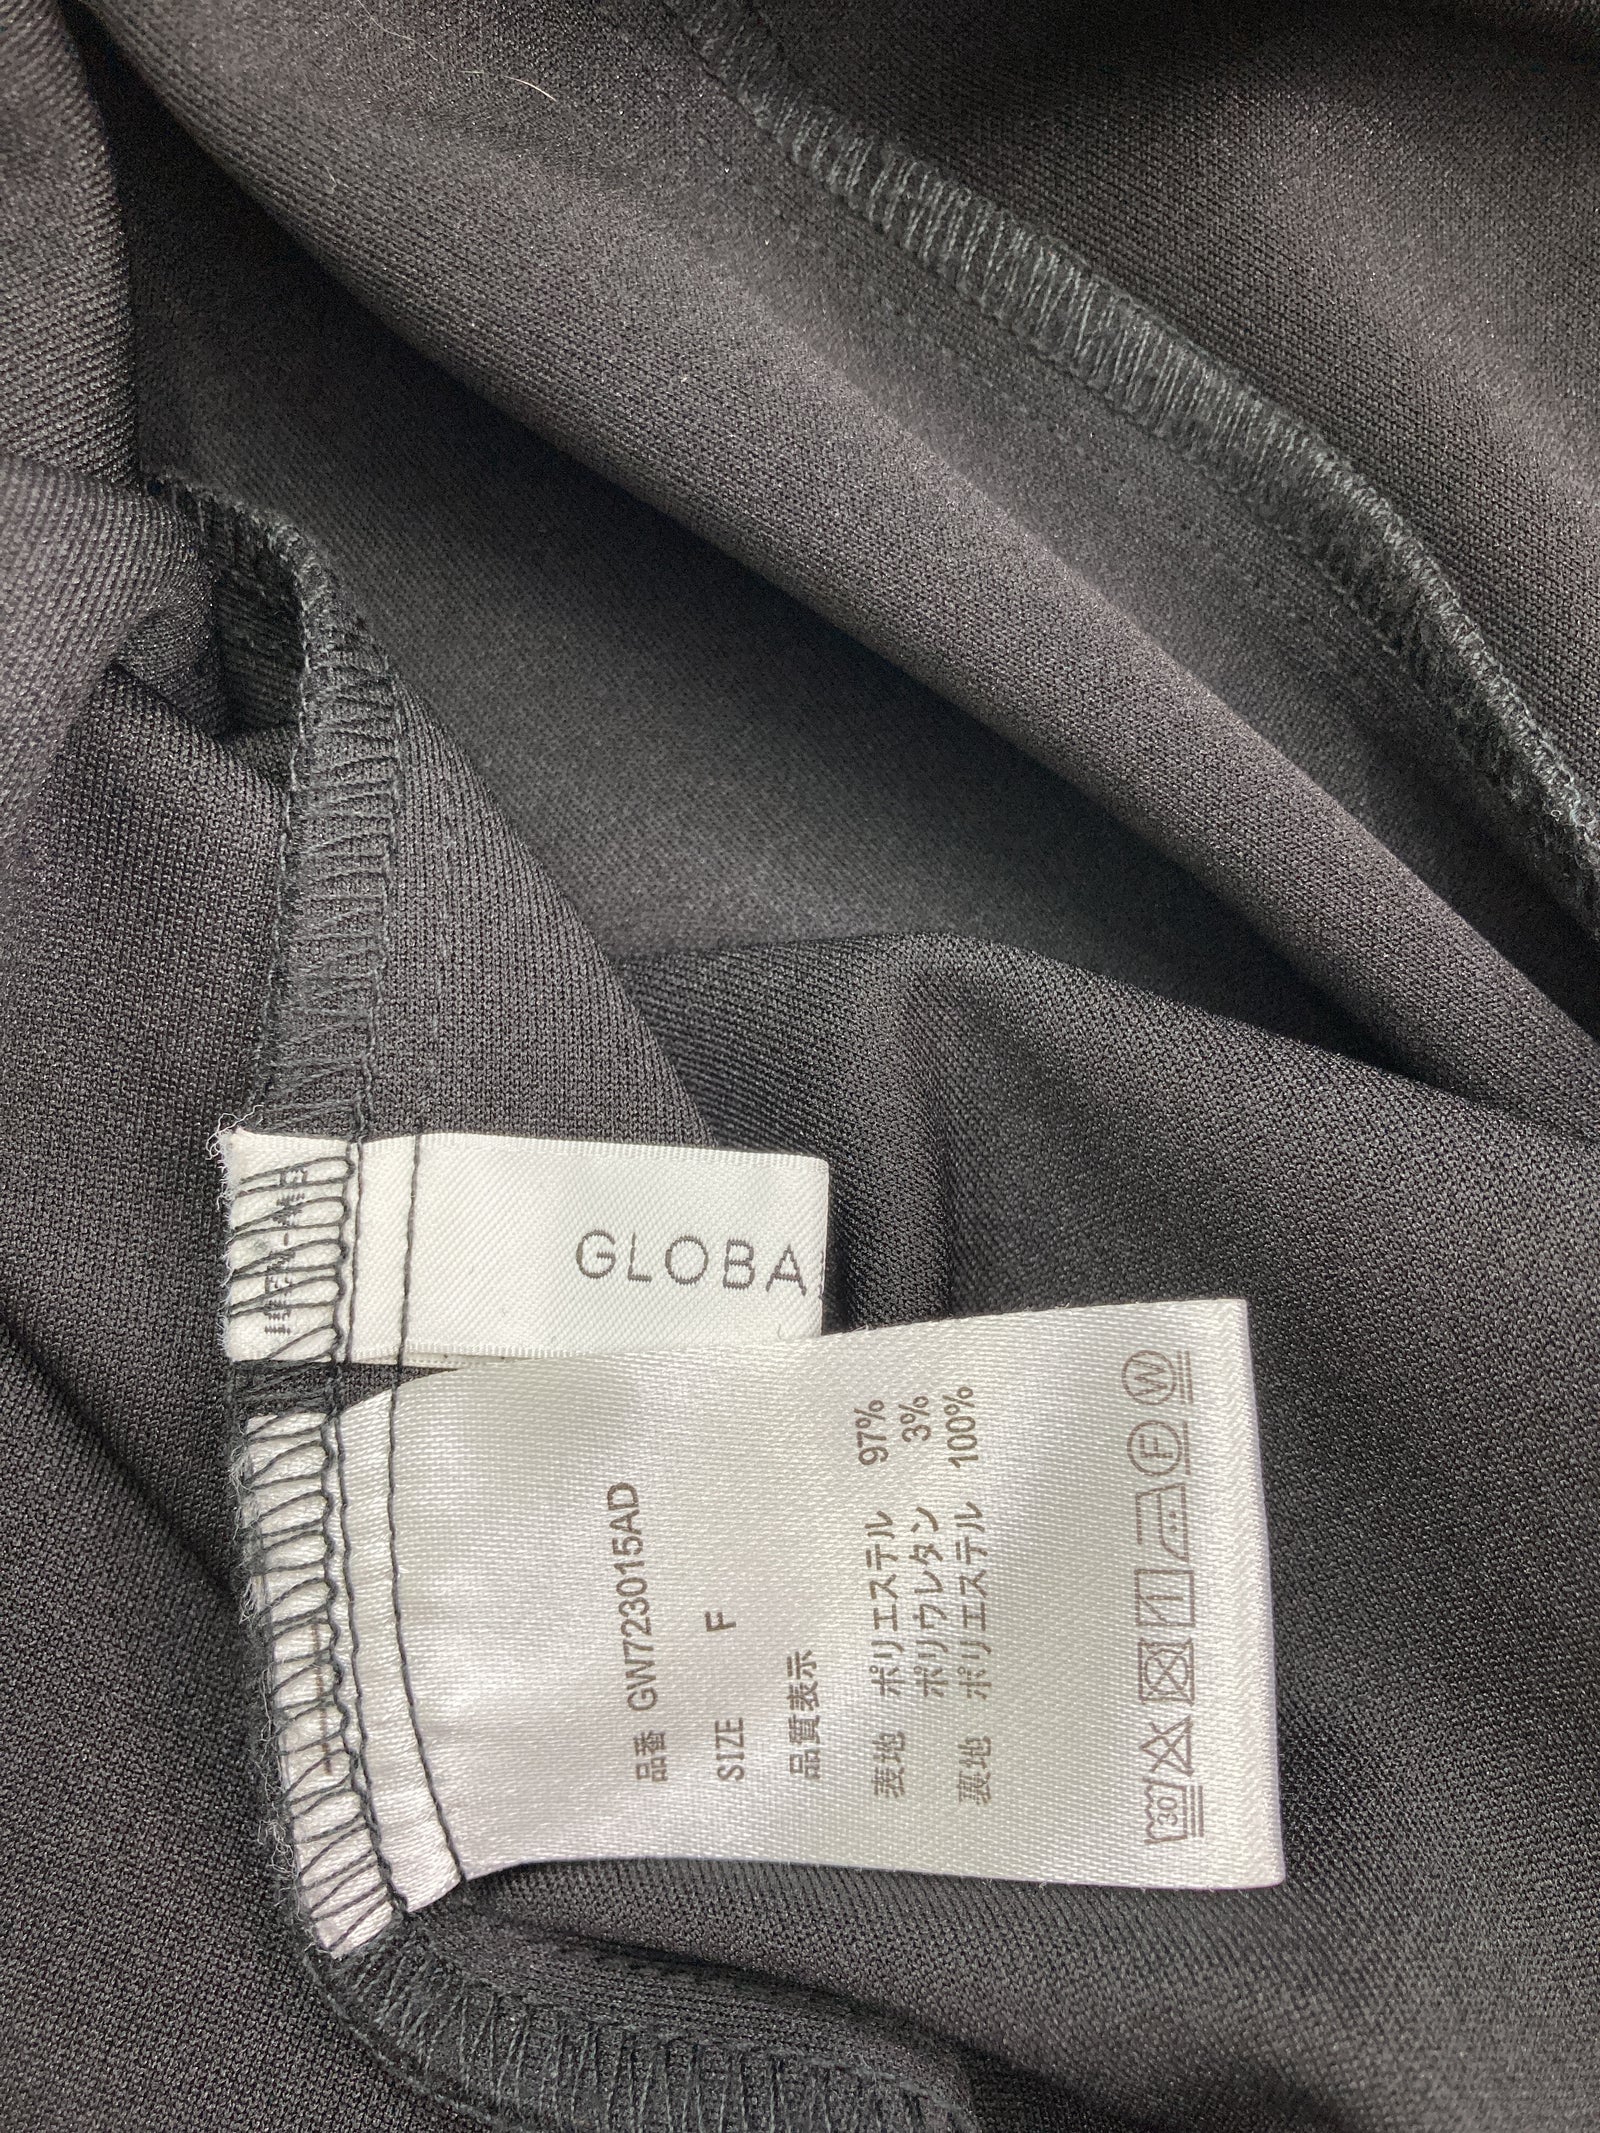 GLOBA
品番 GW723015AD
SIZE F
品質表示
表地 ポリエステル 97%
ポリウレタン 3%
裏地 ポリエステル 100%
30
F
W